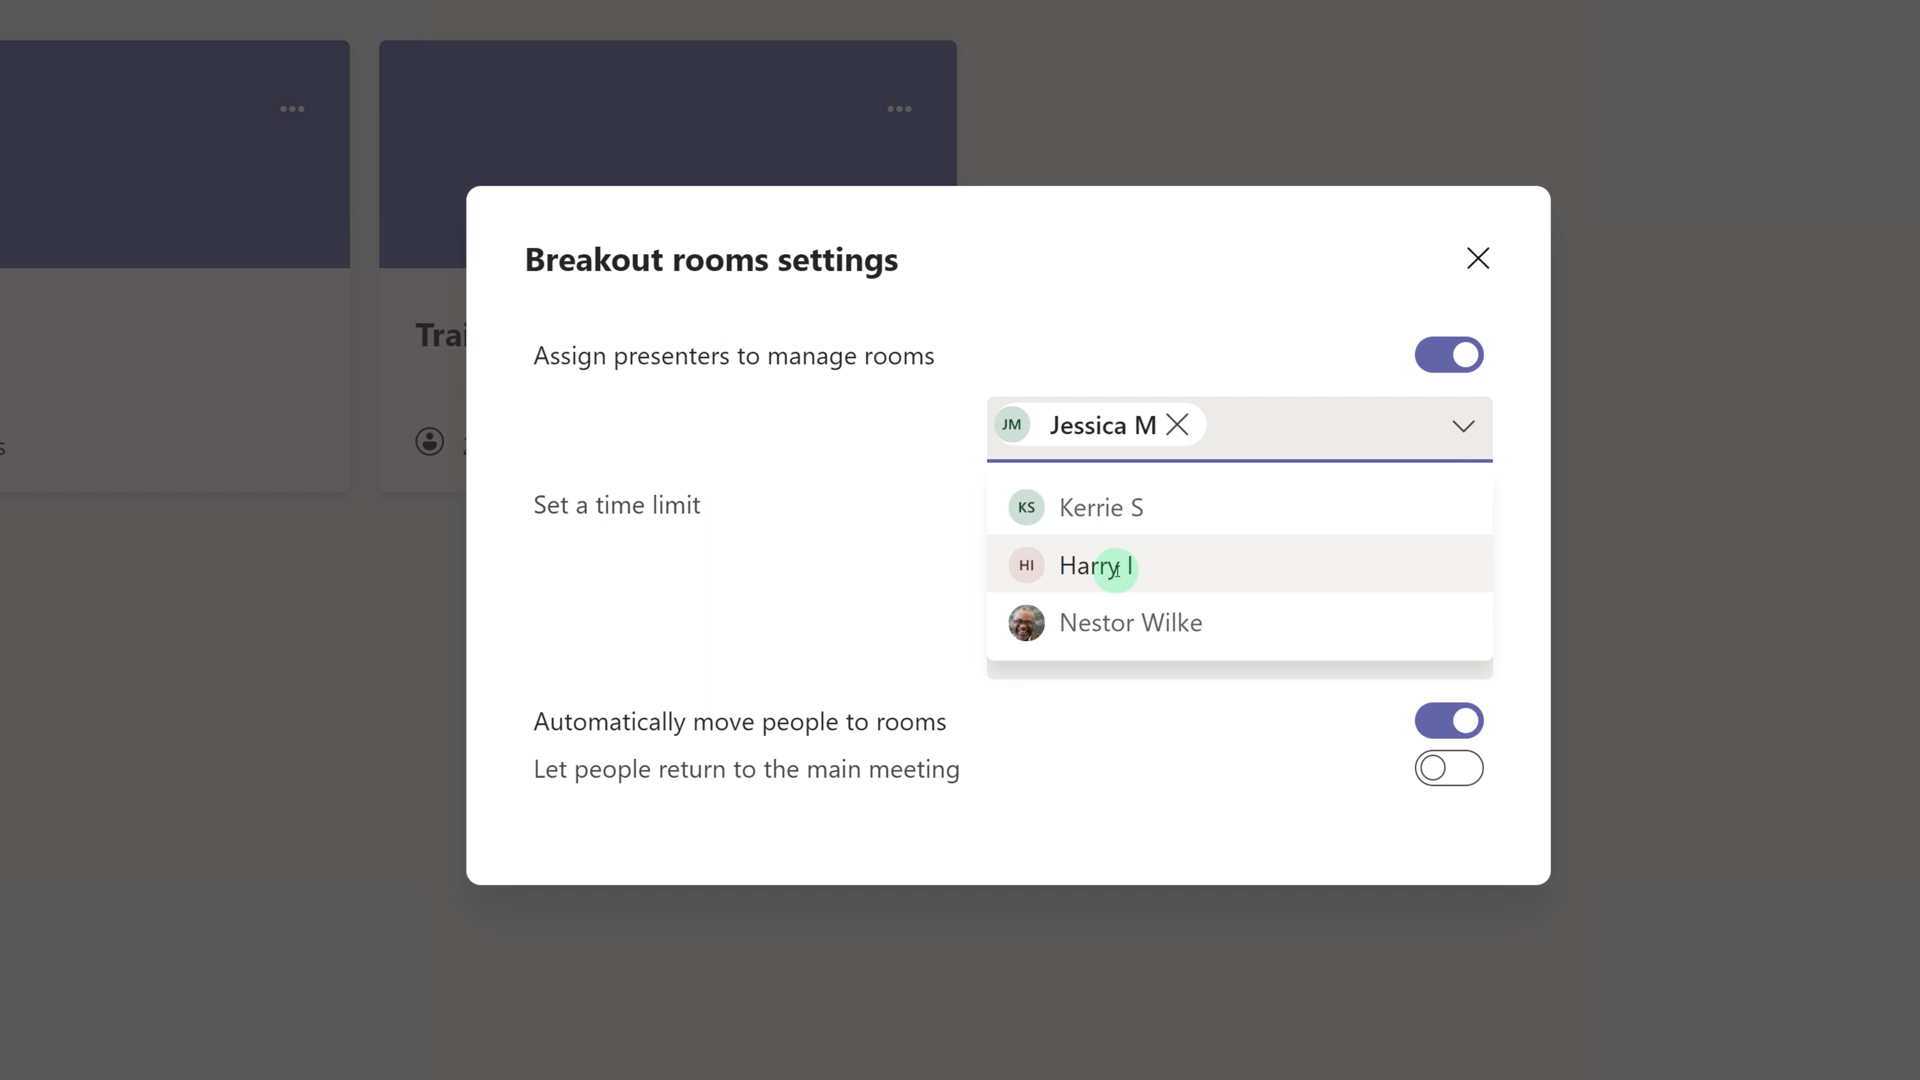 Breakout rooms settings
Trai
Assign presenters to manage rooms
JM Jessica M
s
Set a time limit
KS Kerrie S
HI Harry I
Nestor Wilke
Automatically move people to rooms
Let people return to the main meeting